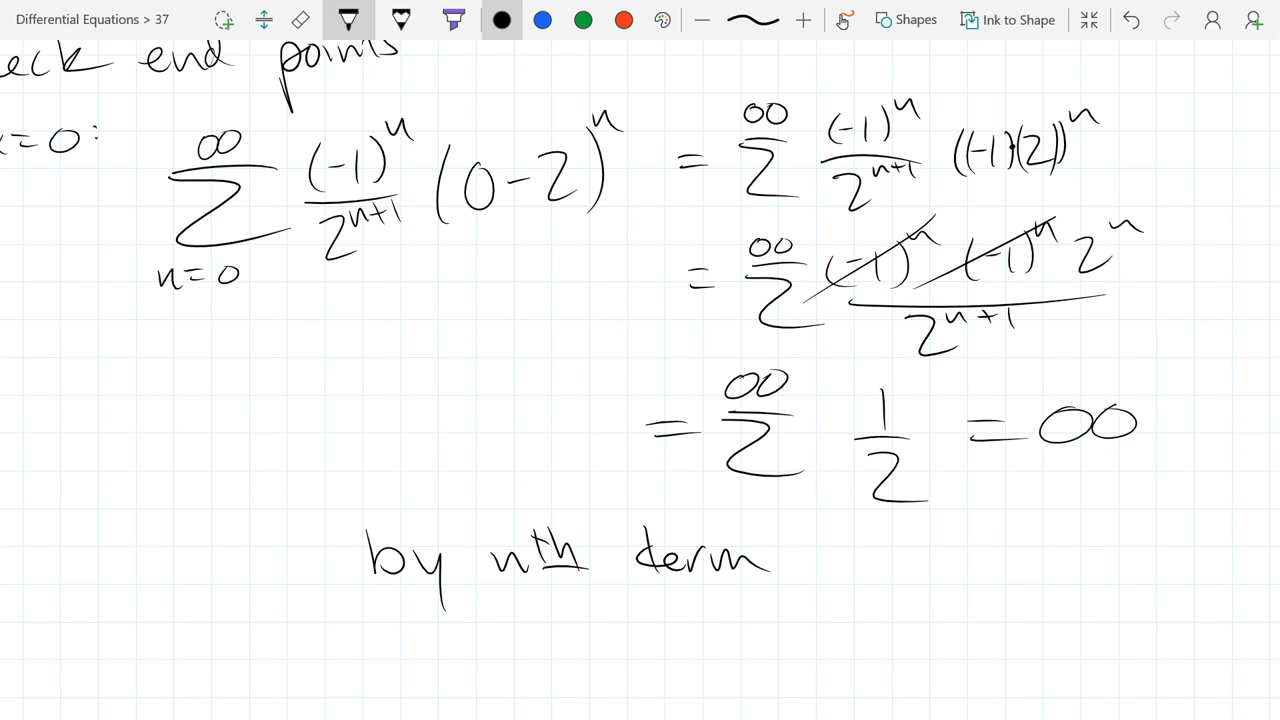 Differential Equations > 37
Shapes
Ink to Shape
eck end points
x=0:
∞ ∑ n=0 (-1)^n / 2^{n+1} (0-2)^n = ∞ ∑ (-1)^n / 2^{n+1} ((-1)·(2))^n
= ∞ ∑ (-1)^n (-1)^n 2^n / 2^{n+1}
= ∞ ∑ 1/2 = ∞
by nth term